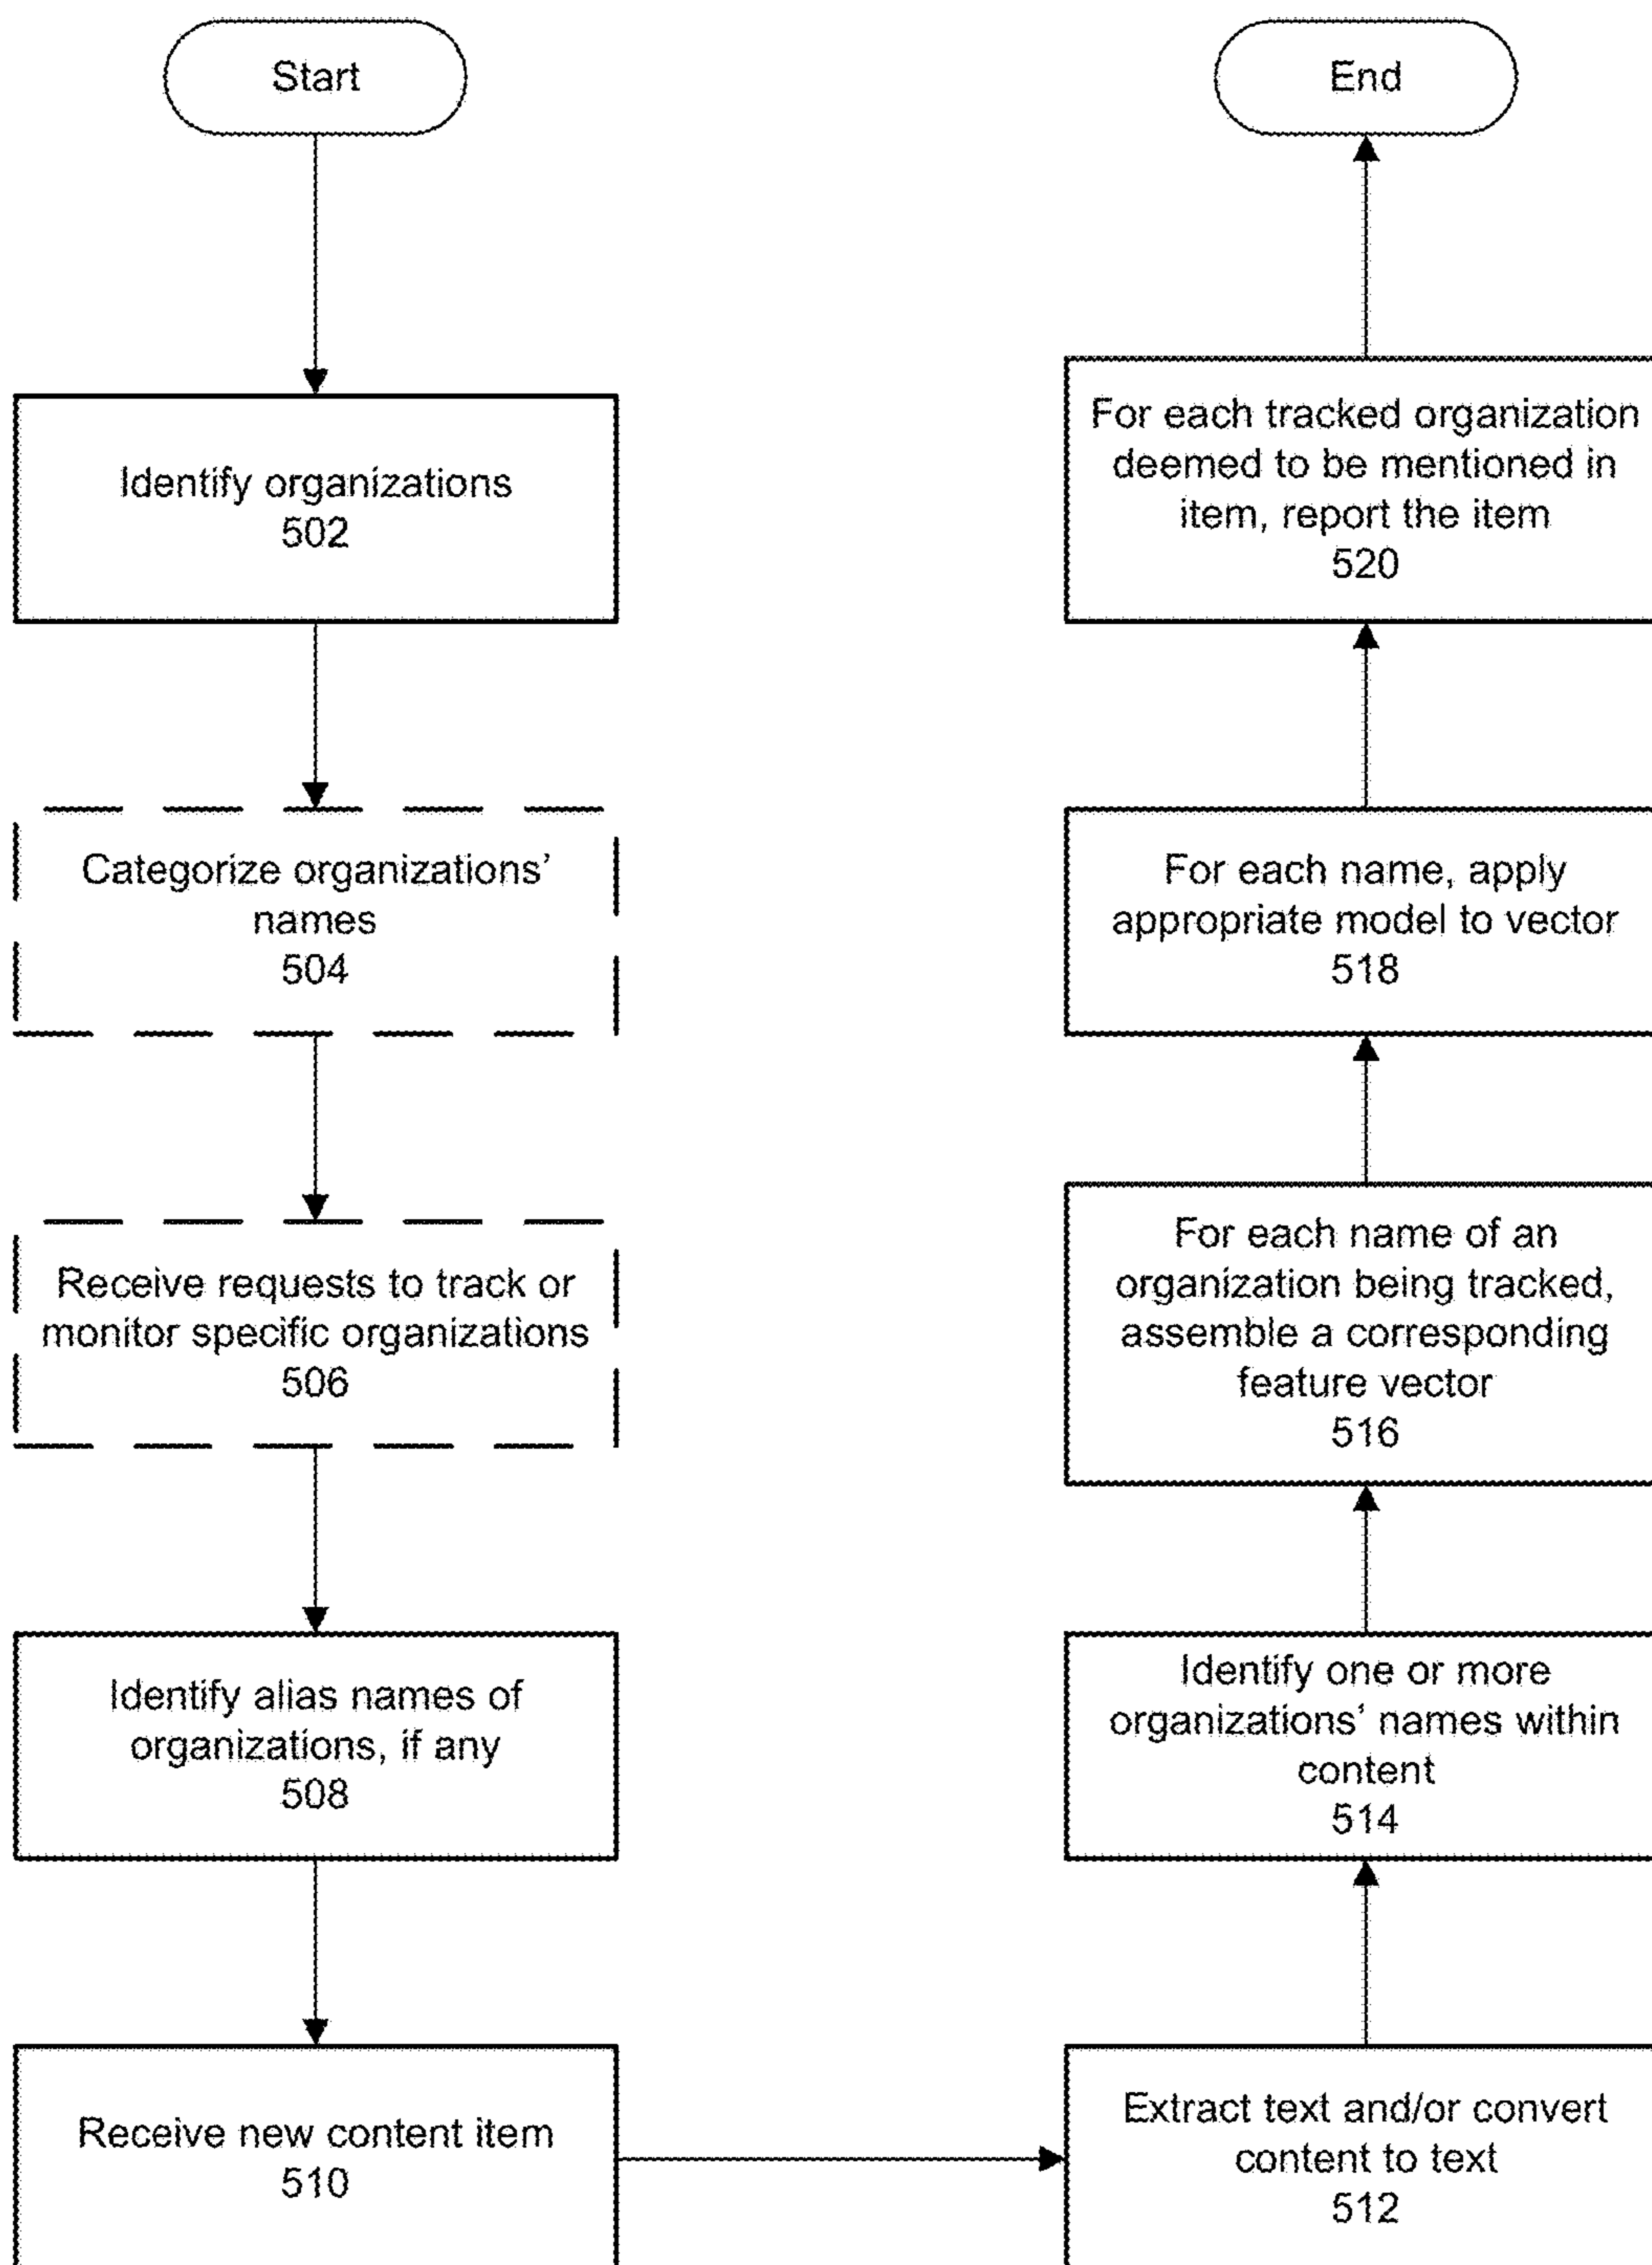 Start
Identify organizations
502
Categorize organizations’
names
504
Receive requests to track or
monitor specific organizations
506
Identify alias names of
organizations, if any
508
Receive new content item
510
Extract text and/or convert
content to text
512
Identify one or more
organizations’ names within
content
514
For each name of an
organization being tracked,
assemble a corresponding
feature vector
516
For each name, apply
appropriate model to vector
518
For each tracked organization
deemed to be mentioned in
item, report the item
520
End